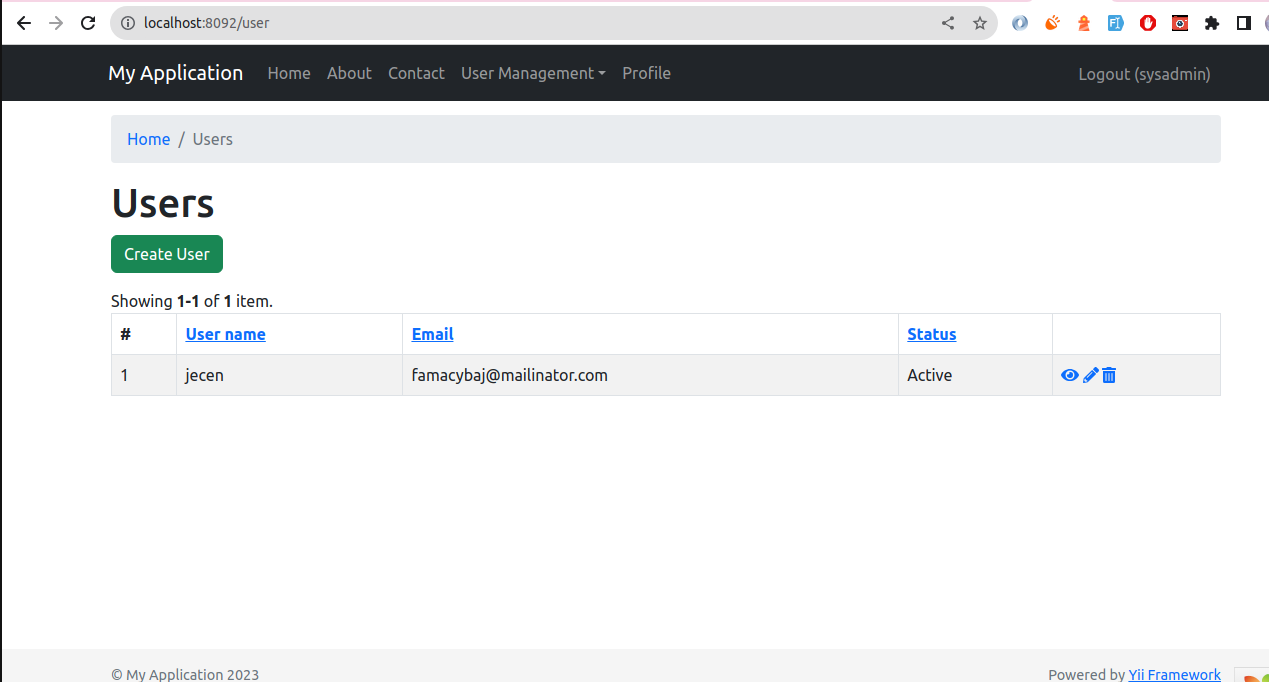 localhost:8092/user
My Application Home About Contact User Management Profile Logout (sysadmin)
Home / Users
Users
Create User
Showing 1-1 of 1 item.
# User name Email Status
1 jecen famacybaj@mailinator.com Active
© My Application 2023 Powered by Yii Framework